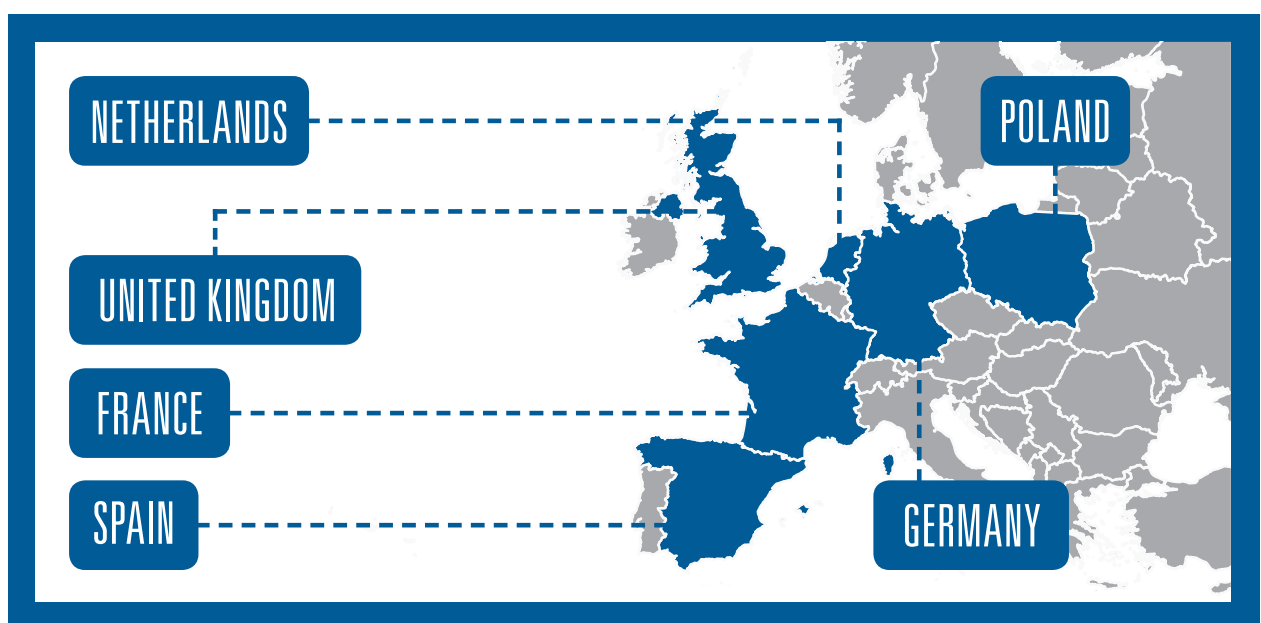 NETHERLANDS
POLAND
UNITED KINGDOM
FRANCE
SPAIN
GERMANY